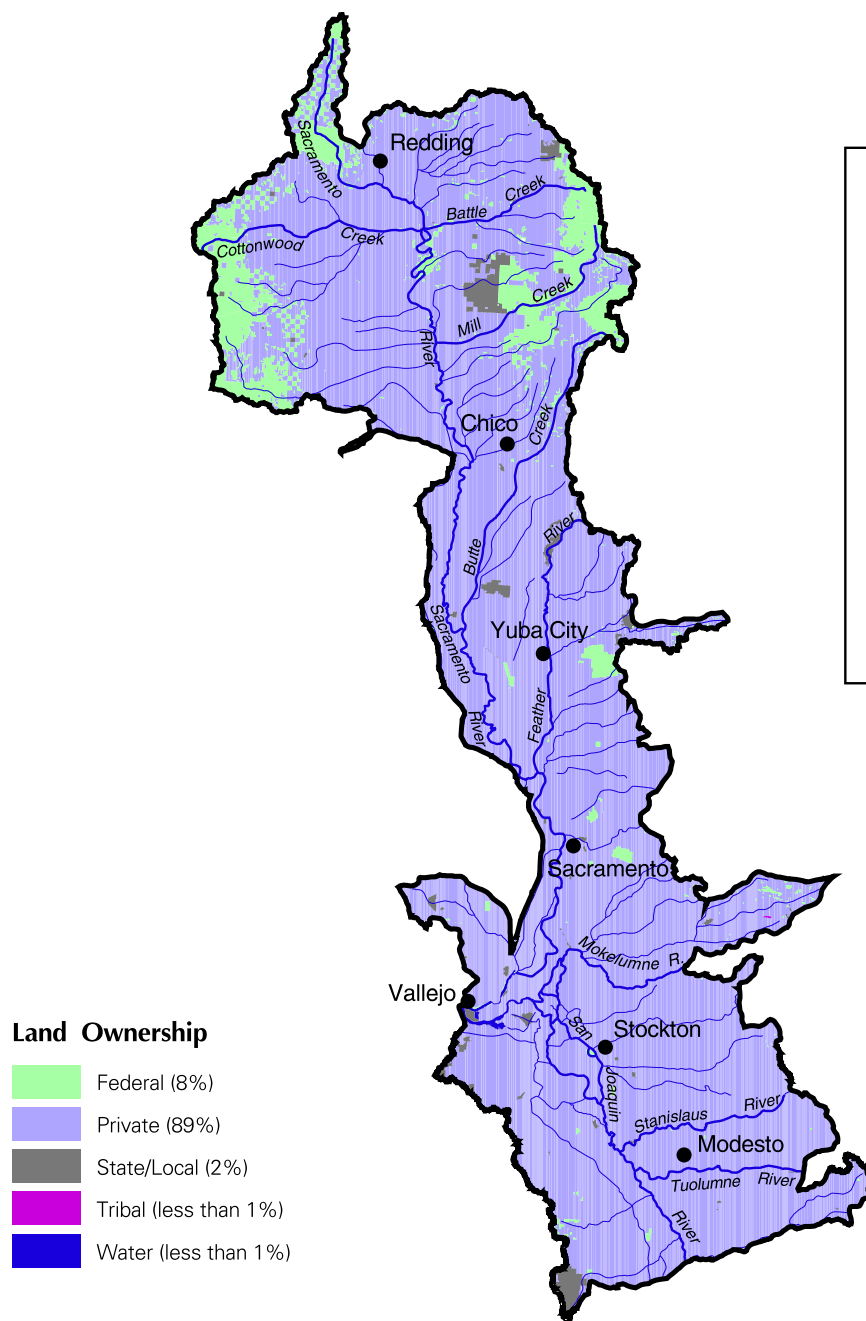 Redding
Sacramento
Battle
Creek
Cottonwood
Creek
Creek
Mill
River
Chico
Creek
River
Butte
Sacramento
Yuba City
River
Feather
Sacramento
Mokelumne R.
Vallejo
San
Stockton
Joaquin
Stanislaus
River
Modesto
Tuolumne River
River
Land Ownership
Federal (8%)
Private (89%)
State/Local (2%)
Tribal (less than 1%)
Water (less than 1%)